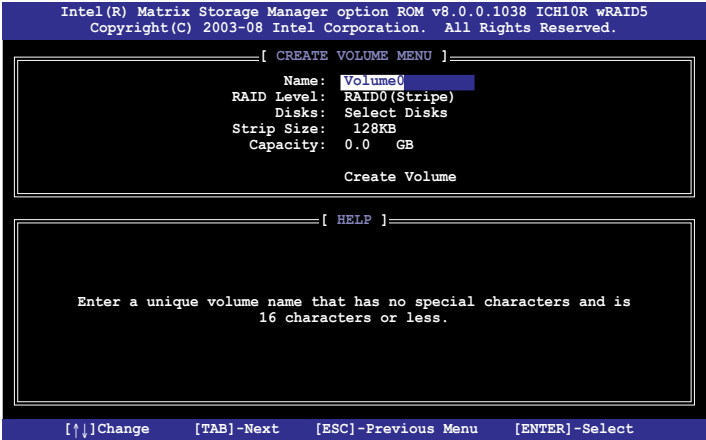 Intel(R) Matrix Storage Manager option ROM v8.0.0.1038 ICH10R wRAID5
Copyright(C) 2003-08 Intel Corporation. All Rights Reserved.
[ CREATE VOLUME MENU ]
Name: Volume0
RAID Level: RAID0(Stripe)
Disks: Select Disks
Strip Size: 128KB
Capacity: 0.0 GB
Create Volume
[ HELP ]
Enter a unique volume name that has no special characters and is
16 characters or less.
[↑↓]Change [TAB]-Next [ESC]-Previous Menu [ENTER]-Select